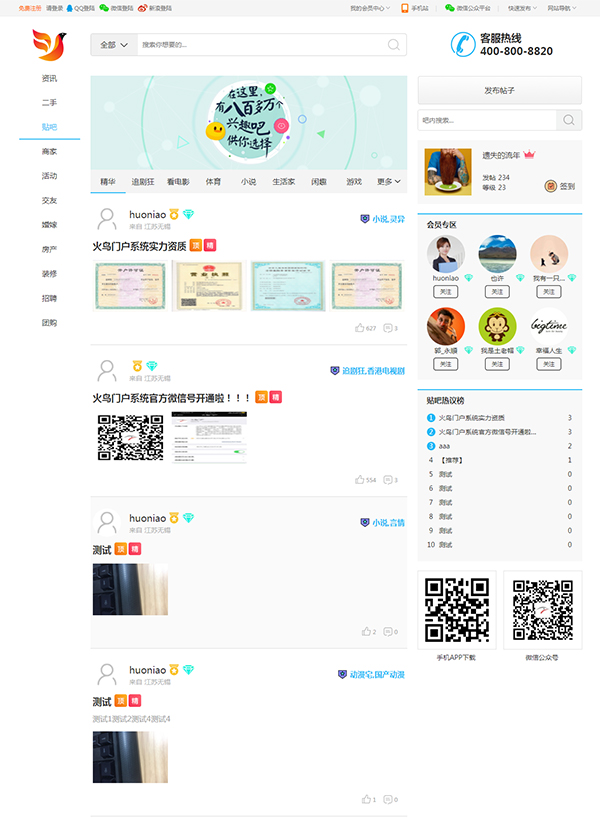 免费注册 请登录 QQ登陆 微信登陆 新浪登陆 我的会员中心 手机站 微信公众平台 快速发布 网站导航
全部 搜索你想要的...
客服热线
400-800-8820
资讯
二手
贴吧
商家
活动
交友
婚嫁
房产
装修
招聘
团购
在这里,
有八百多万个
兴趣吧
供你选择
精华 追剧狂 看电影 体育 小说 生活家 闲趣 游戏 更多
huoniao
小说,灵异
火鸟门户系统实力资质 顶 精
开户许可证 营业执照 开户许可证
627 3
来自 江苏无锡
追剧狂,香港电视剧
火鸟门户系统官方微信号开通啦！！！ 顶 精
554 3
huoniao
来自 江苏无锡
小说,言情
测试 顶 精
2 0
huoniao
来自 江苏无锡
动漫宅,国产动漫
测试 顶 精
测试1测试2测试4测试4
1 0
发布帖子
吧内搜索...
遗失的流年
发帖 234
等级 23
签到
会员专区
huoniao 也许 我有一只...
关注 关注 关注
郭_永顺 我是土老帽 bigtime 幸福人生
关注 关注 关注
贴吧热议榜
1 火鸟门户系统实力资质 3
2 火鸟门户系统官方微信号开通啦... 3
3 aaa 2
4 【推荐】 1
5 测试 0
6 测试 0
7 测试 0
8 测试 0
9 测试 0
10 测试 0
手机APP下载 微信公众号